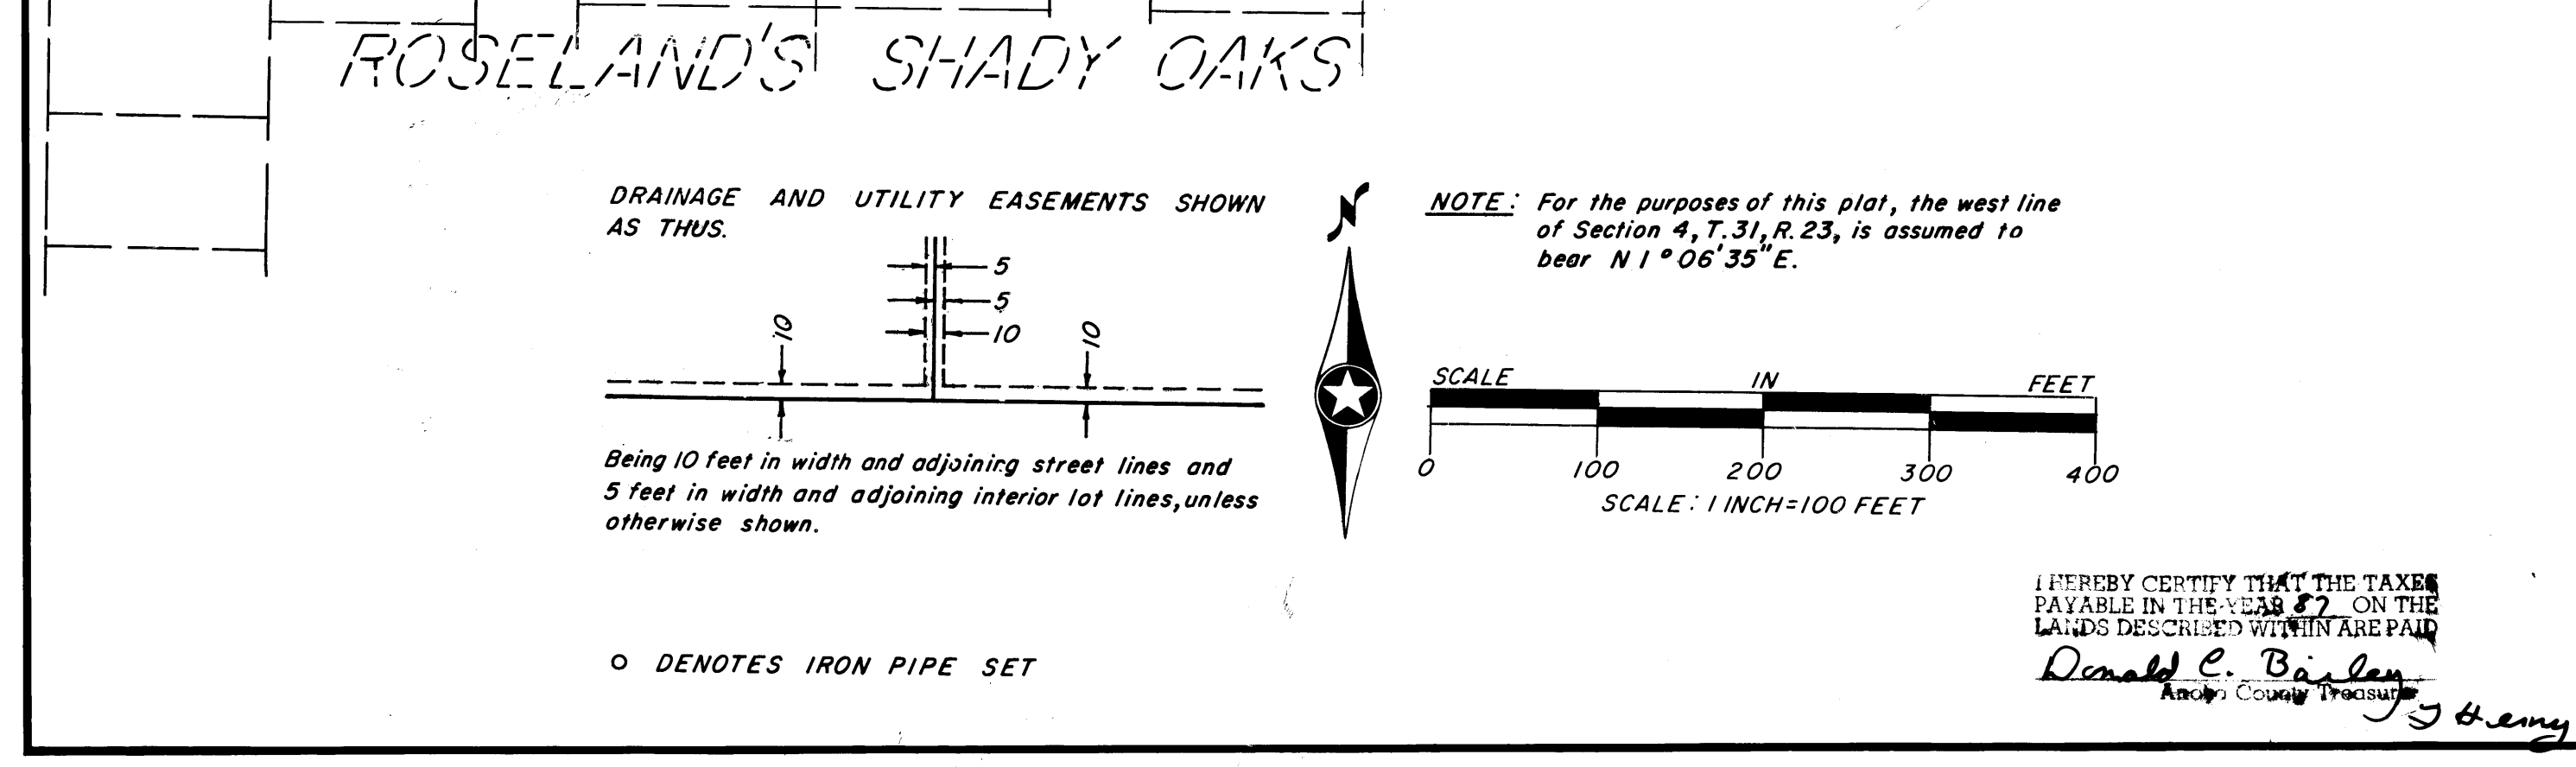 ROSELAND'S SHADY OAKS
DRAINAGE AND UTILITY EASEMENTS SHOWN
AS THUS.
5
5
10
10
10
Being 10 feet in width and adjoining street lines and
5 feet in width and adjoining interior lot lines, unless
otherwise shown.
O DENOTES IRON PIPE SET
N
NOTE: For the purposes of this plat, the west line
of Section 4, T.31, R.23, is assumed to
bear N 1°06'35"E.
SCALE IN FEET
0 100 200 300 400
SCALE: 1 INCH=100 FEET
I HEREBY CERTIFY THAT THE TAXES
PAYABLE IN THE YEAR 87 ON THE
LANDS DESCRIBED WITHIN ARE PAID
Donald C. Bailey
Anoka County Treasurer